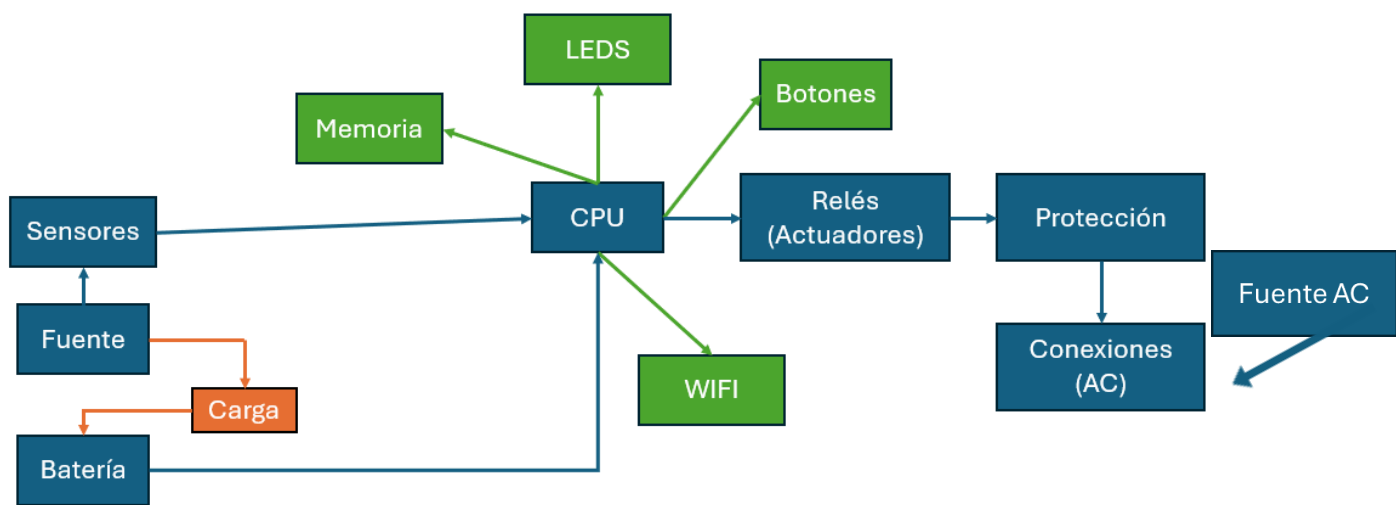 LEDS
Botones
Memoria
Sensores
CPU
Relés
(Actuadores)
Protección
Fuente AC
Fuente
Conexiones
(AC)
WIFI
Carga
Batería